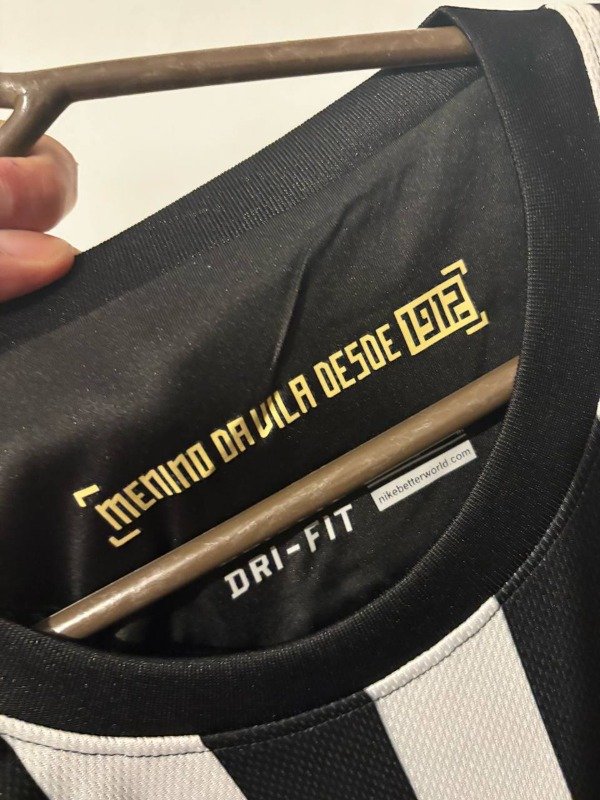 MENINO DA VILA DESDE 1912
nikebetterworld.com
DRI-FIT